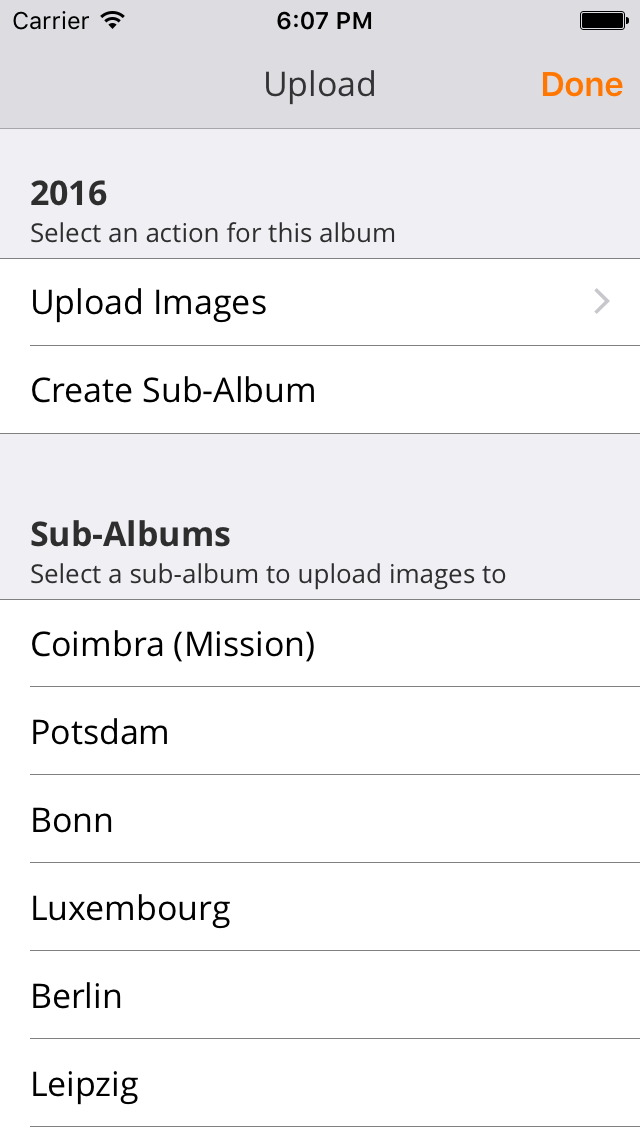 Carrier 6:07 PM
Upload Done
2016
Select an action for this album
Upload Images
Create Sub-Album
Sub-Albums
Select a sub-album to upload images to
Coimbra (Mission)
Potsdam
Bonn
Luxembourg
Berlin
Leipzig